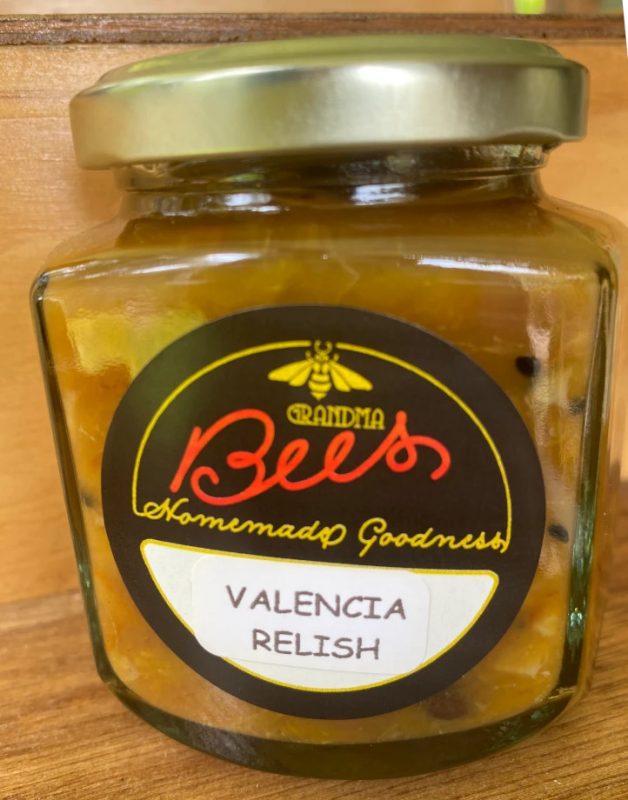 GRANDMA
Bees
Homemade Goodness
VALENCIA
RELISH